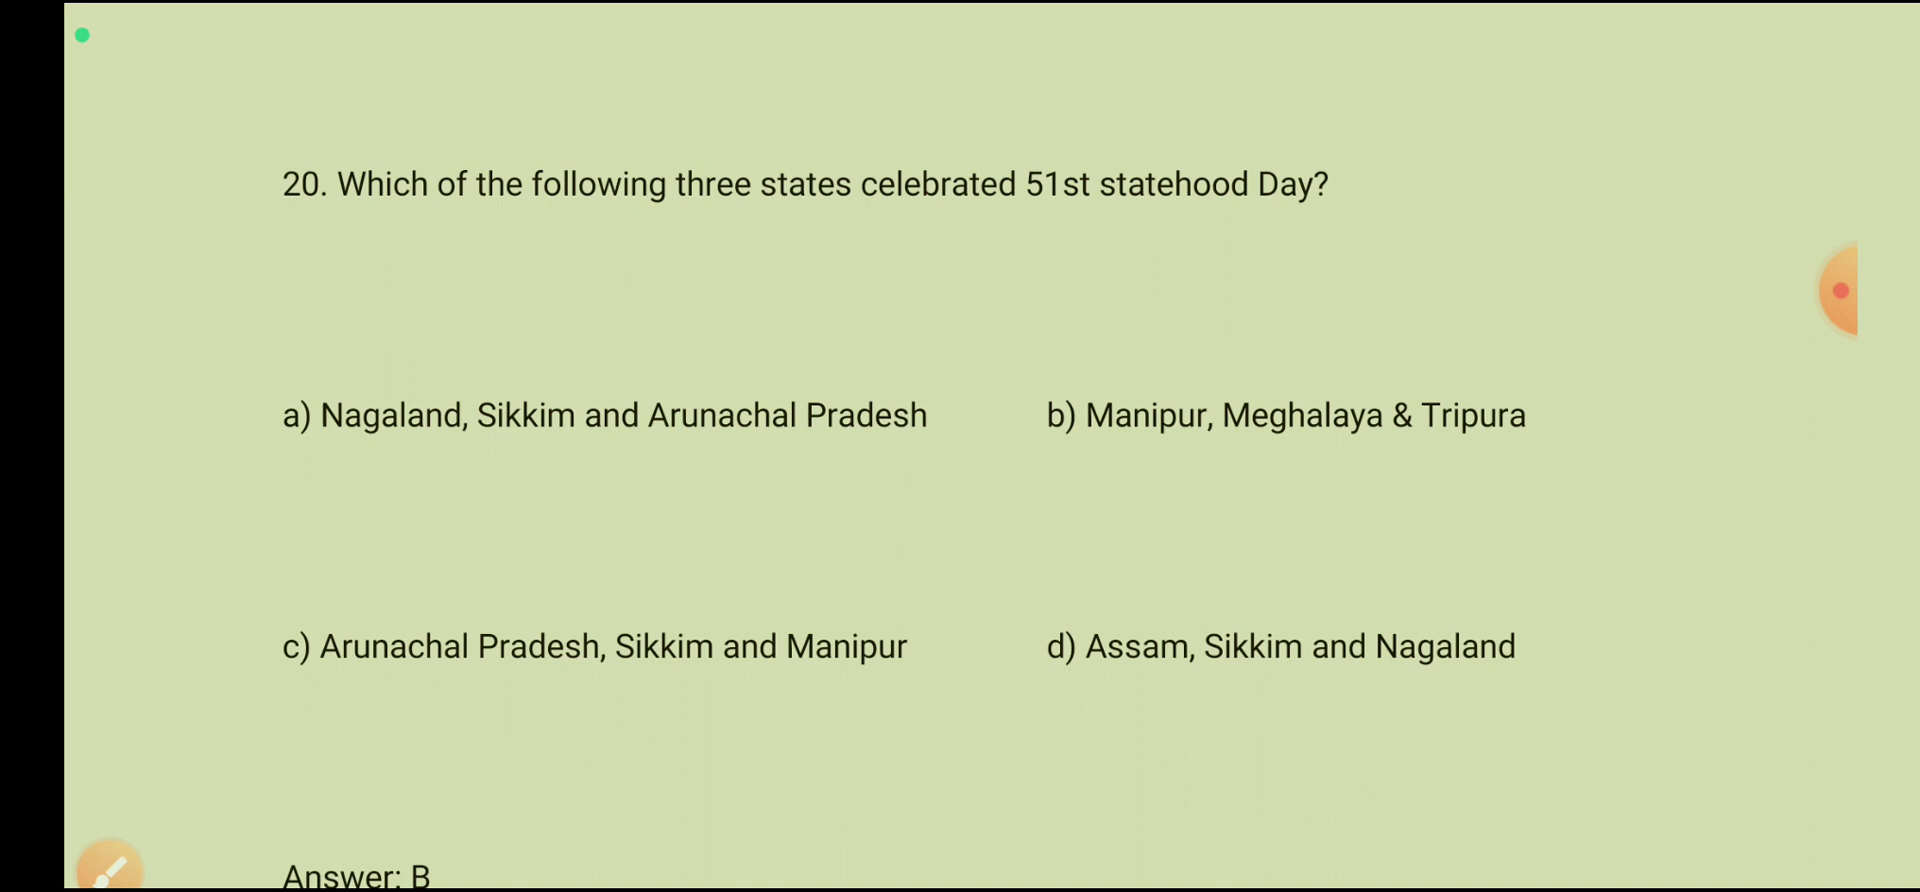 20. Which of the following three states celebrated 51st statehood Day?
a) Nagaland, Sikkim and Arunachal Pradesh b) Manipur, Meghalaya & Tripura
c) Arunachal Pradesh, Sikkim and Manipur d) Assam, Sikkim and Nagaland
Answer: B